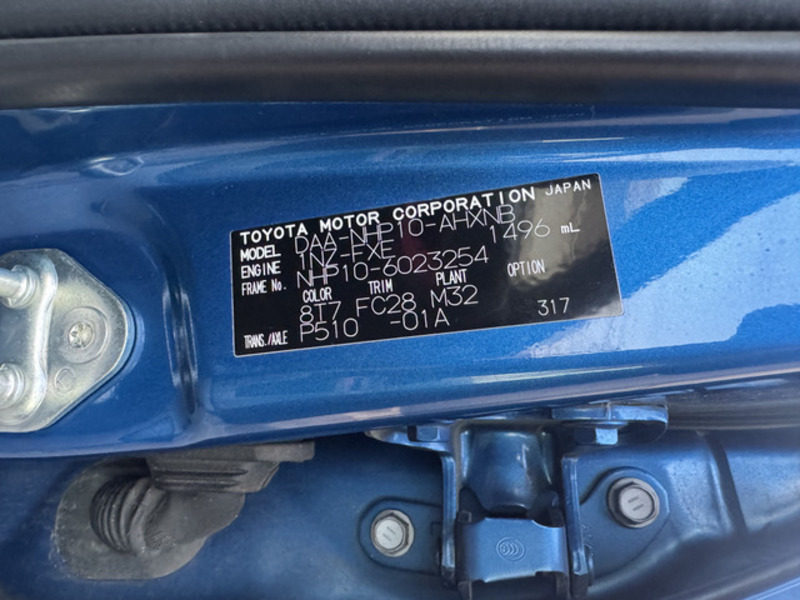 TOYOTA MOTOR CORPORATION JAPAN
MODEL DAA-NHP10-AHXNB
ENGINE 1NZ-FXE 1496 mL
FRAME No. NHP10-6023254
COLOR TRIM PLANT OPTION
8T7 FC28 M32
TRANS./AXLE P510 -01A 317